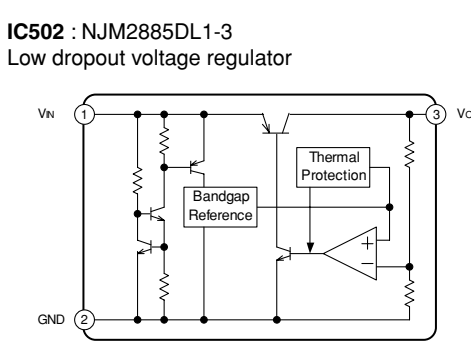 IC502 : NJM2885DL1-3
Low dropout voltage regulator
VIN 1
3
Thermal
Protection
Bandgap
Reference
+
−
GND 2